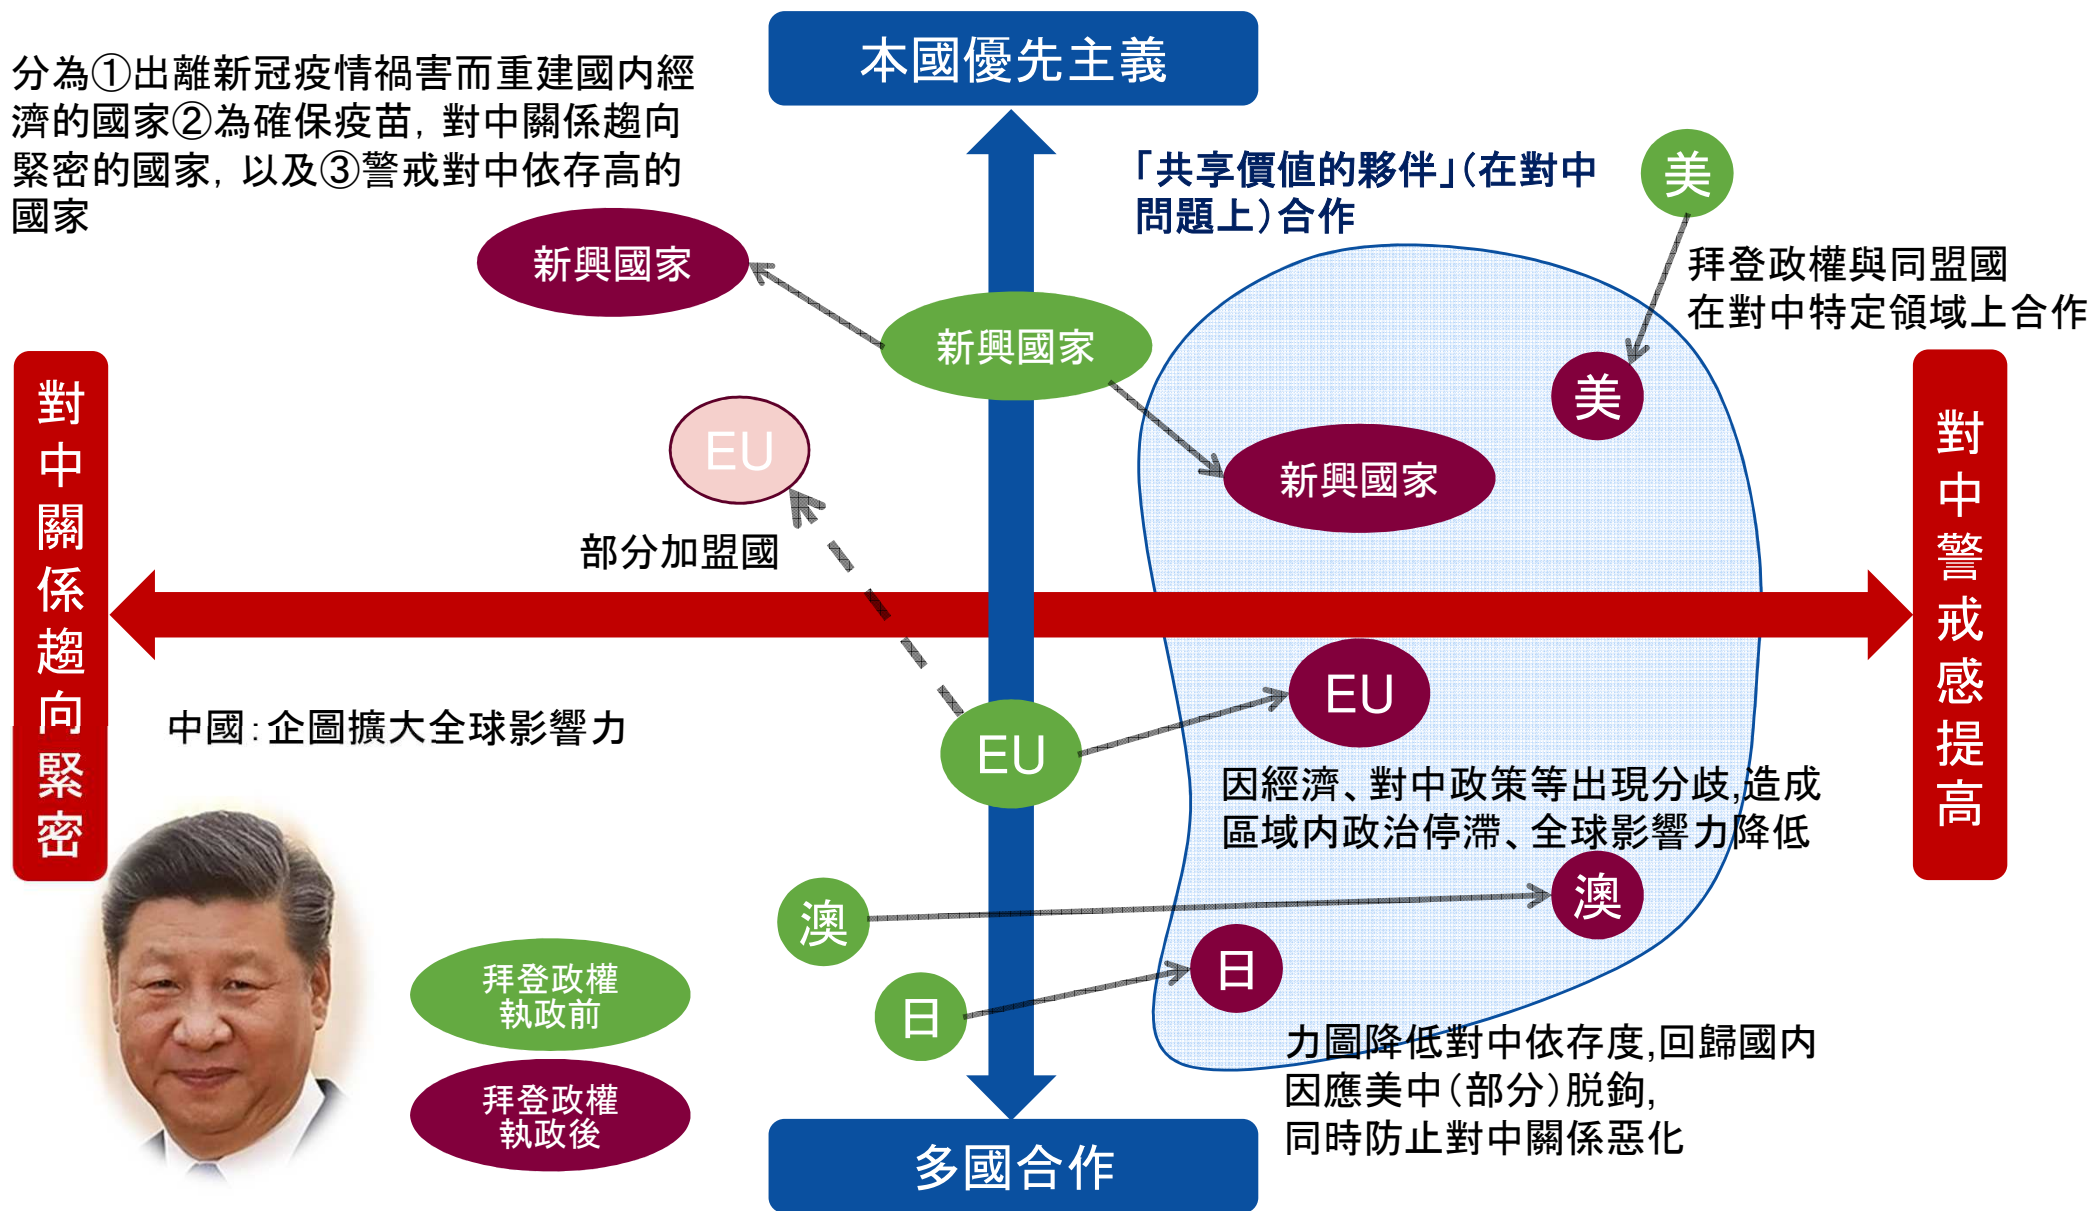 本國優先主義
分為①出離新冠疫情禍害而重建國内經
濟的國家②為確保疫苗，對中關係趨向
緊密的國家，以及③警戒對中依存高的
國家
「共享價值的夥伴」（在對中
問題上）合作
美
拜登政權與同盟國
在對中特定領域上合作
新興國家
新興國家
美
新興國家
EU
部分加盟國
對中關係趨向緊密
對中警戒感提高
中國：企圖擴大全球影響力
EU
EU
因經濟、對中政策等出現分歧,造成
區域内政治停滯、全球影響力降低
澳
澳
日
日
拜登政權
執政前
拜登政權
執政後
力圖降低對中依存度,回歸國内
因應美中（部分）脱鉤,
同時防止對中關係惡化
多國合作